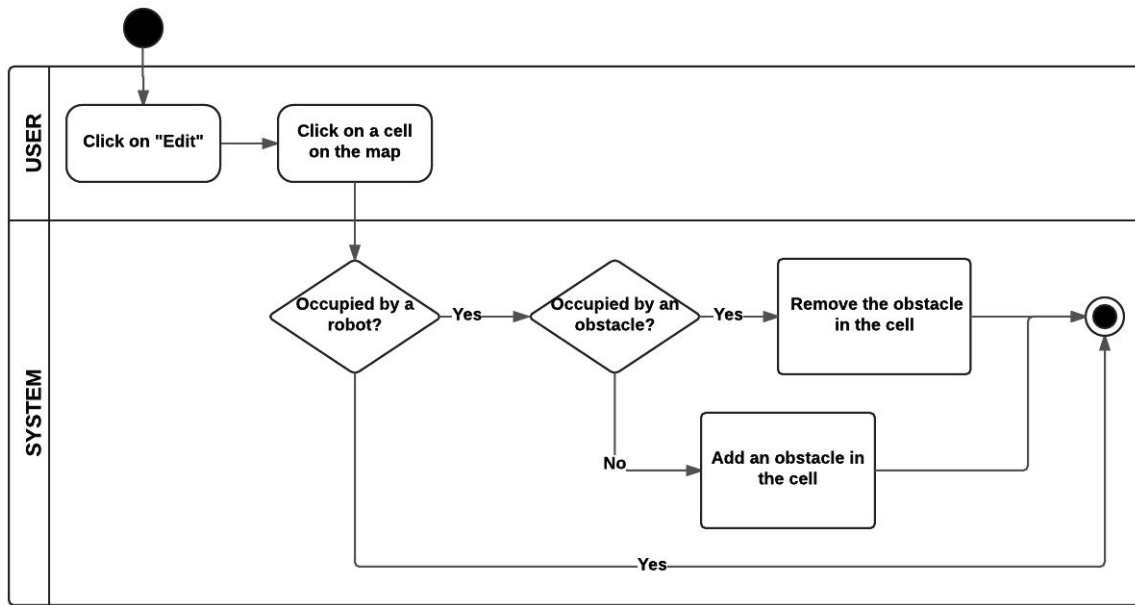 USER
Click on "Edit"
Click on a cell
on the map
SYSTEM
Occupied by a
robot?
Yes
Occupied by an
obstacle?
Yes
Remove the obstacle
in the cell
No
Add an obstacle in
the cell
Yes